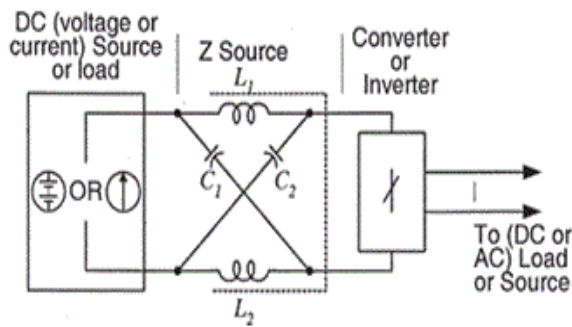 DC (voltage or
current) Source
or load
Z Source
Converter
or
Inverter
L1
OR
C1
C2
L2
To (DC or
AC) Load
or Source